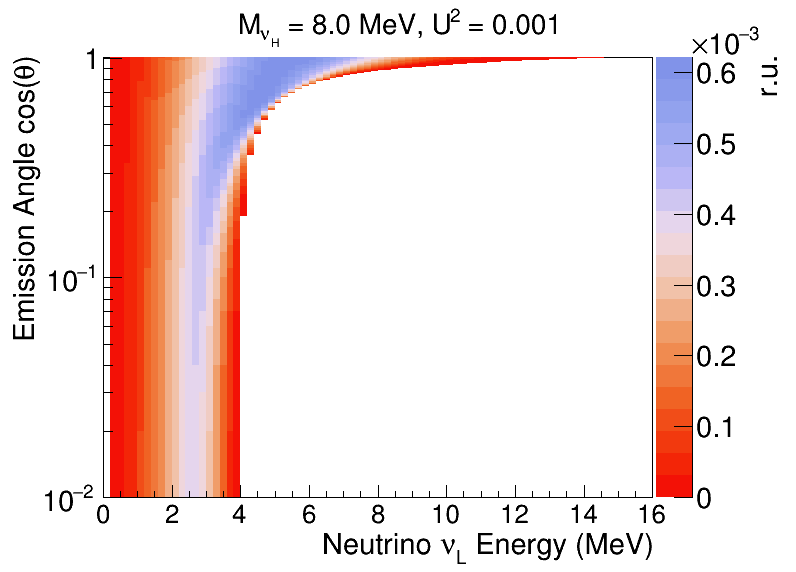 M_{ν_H} = 8.0 MeV, U² = 0.001
×10⁻³
r.u.
Emission Angle cos(θ)
1
10⁻¹
10⁻²
0.6
0.5
0.4
0.3
0.2
0.1
0
0 2 4 6 8 10 12 14 16
Neutrino ν_L Energy (MeV)